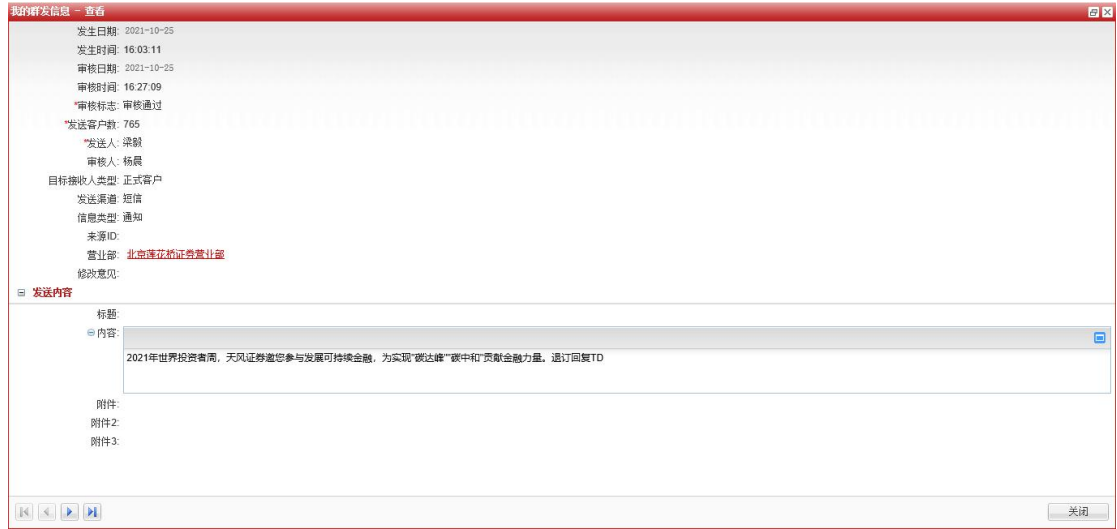 我的群发信息 - 查看
发生日期: 2021-10-25
发生时间: 16:03:11
审核日期: 2021-10-25
审核时间: 16:27:09
*审核标志: 审核通过
*发送客户数: 765
*发送人: 梁毅
审核人: 杨晨
目标接收人类型: 正式客户
发送渠道: 短信
信息类型: 通知
来源ID:
营业部: 北京莲花桥证券营业部
修改意见:
发送内容
标题:
内容:
2021年世界投资者周，天风证券邀您参与发展可持续金融，为实现"碳达峰""碳中和"贡献金融力量。退订回复TD
附件:
附件2:
附件3:
关闭